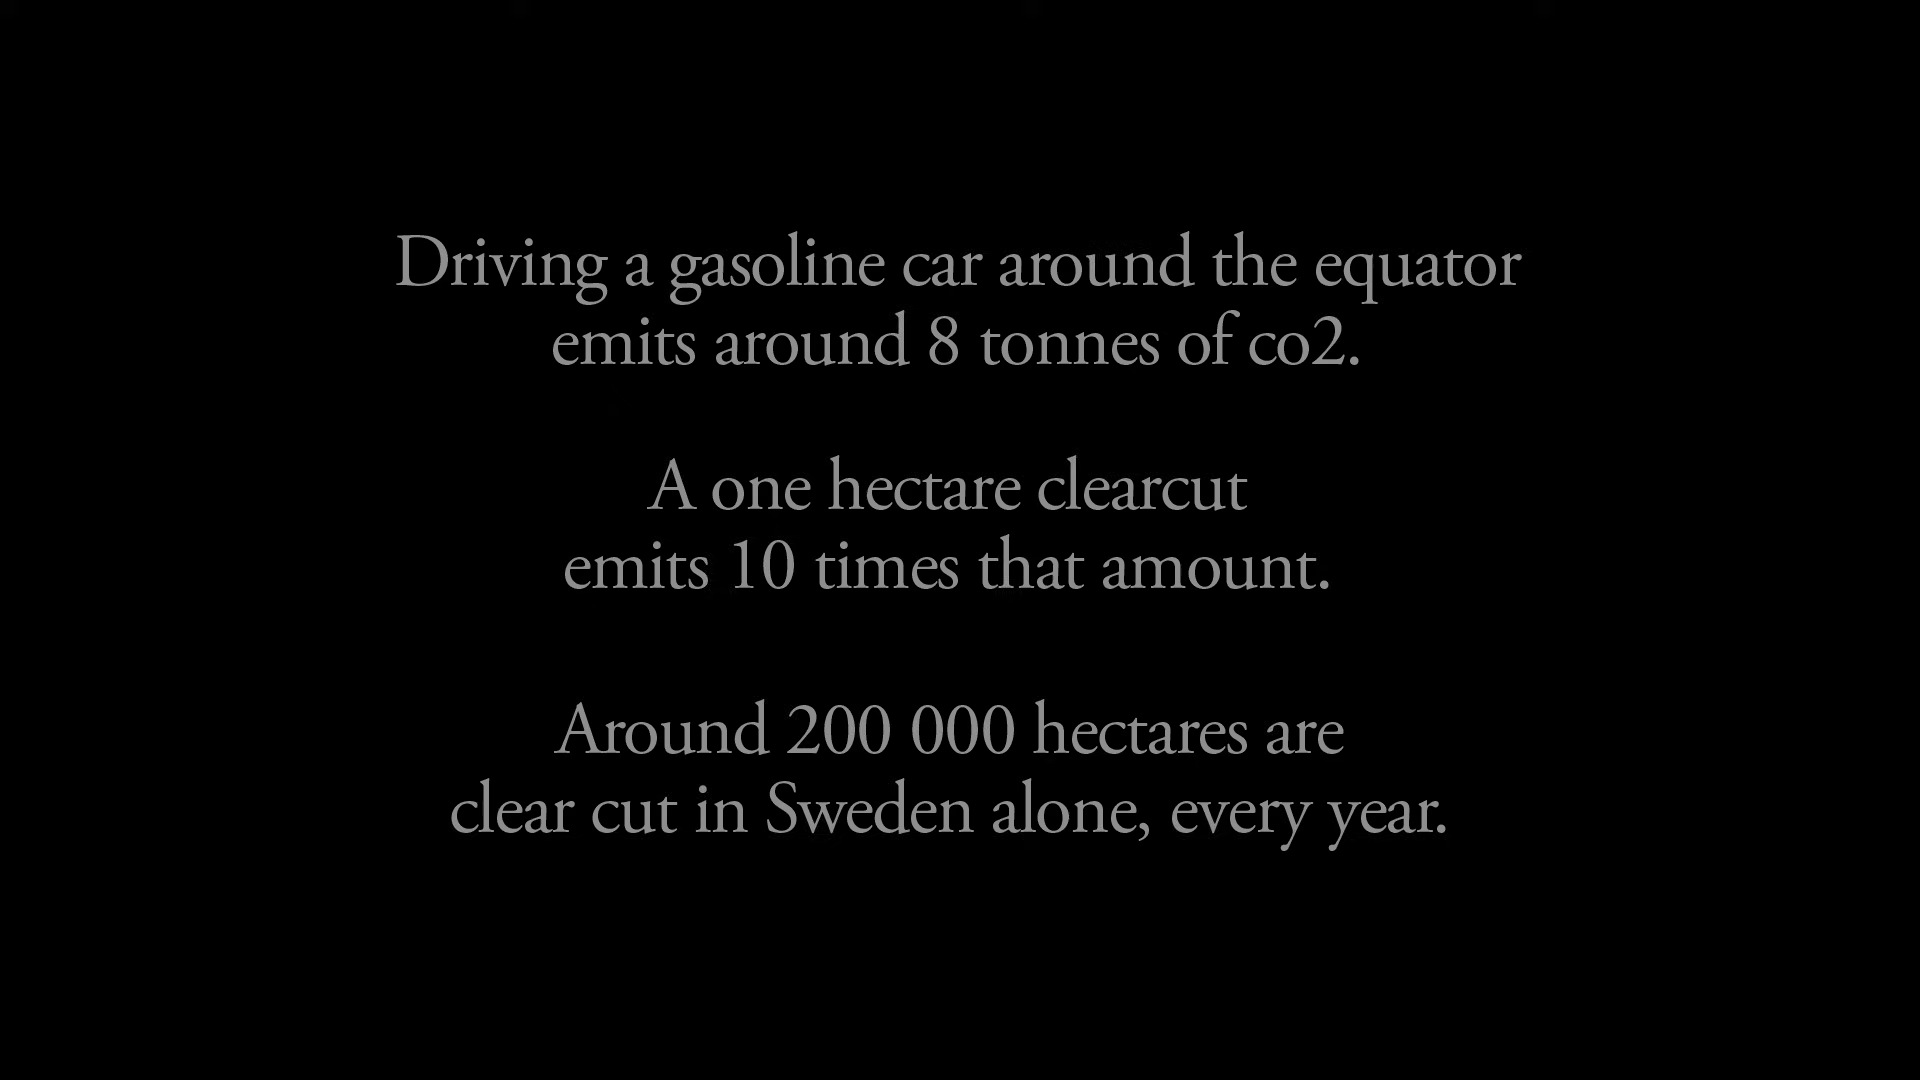 Driving a gasoline car around the equator
emits around 8 tonnes of co2.
A one hectare clearcut
emits 10 times that amount.
Around 200 000 hectares are
clear cut in Sweden alone, every year.